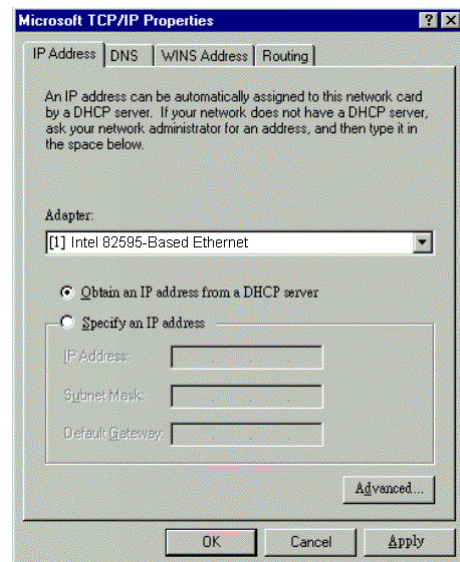 Microsoft TCP/IP Properties
IP Address DNS WINS Address Routing
An IP address can be automatically assigned to this network card
by a DHCP server. If your network does not have a DHCP server,
ask your network administrator for an address, and then type it in
the space below.
Adapter:
[1] Intel 82595-Based Ethernet
Obtain an IP address from a DHCP server
Specify an IP address
IP Address:
Subnet Mask:
Default Gateway:
Advanced...
OK Cancel Apply